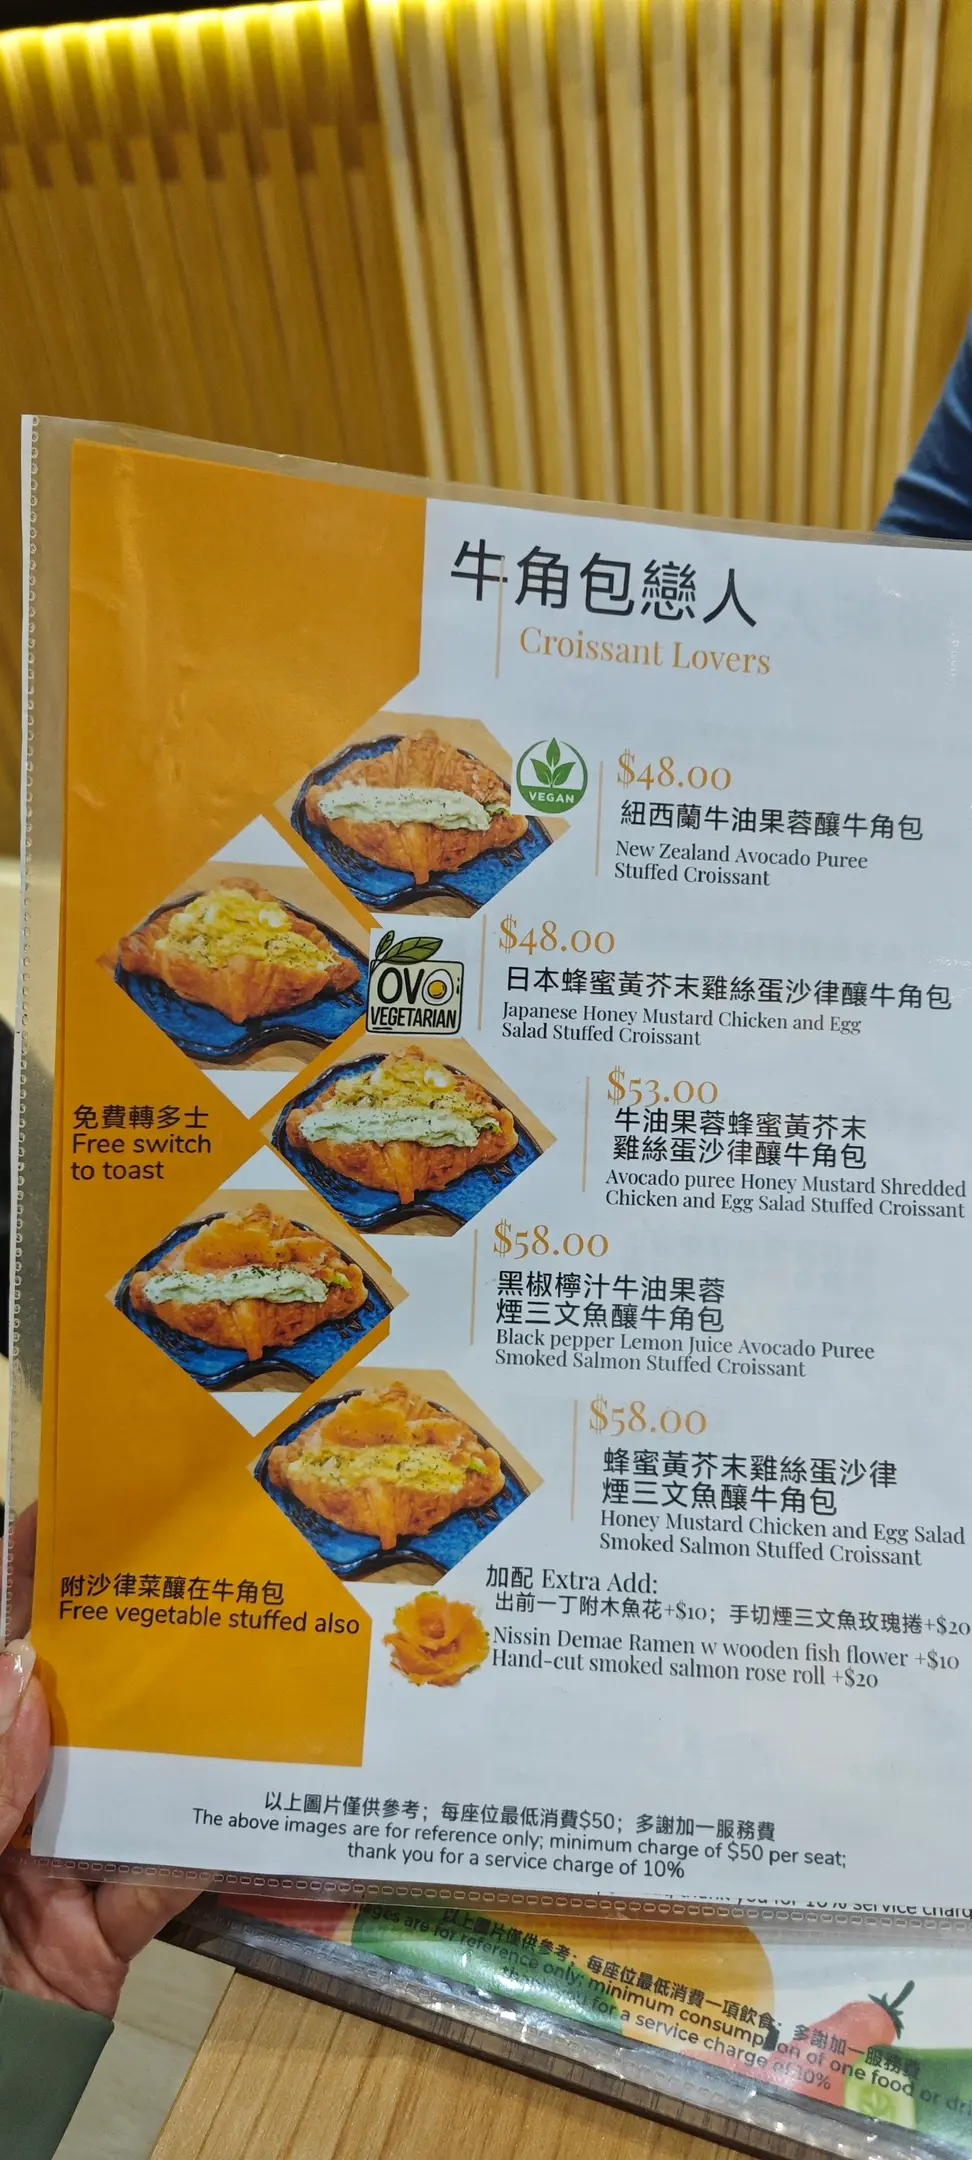 牛角包戀人
Croissant Lovers
VEGAN
$48.00
紐西蘭牛油果蓉釀牛角包
New Zealand Avocado Puree
Stuffed Croissant
OVO
VEGETARIAN
$48.00
日本蜂蜜黃芥末雞絲蛋沙律釀牛角包
Japanese Honey Mustard Chicken and Egg
Salad Stuffed Croissant
免費轉多士
Free switch
to toast
$53.00
牛油果蓉蜂蜜黃芥末
雞絲蛋沙律釀牛角包
Avocado puree Honey Mustard Shredded
Chicken and Egg Salad Stuffed Croissant
$58.00
黑椒檸汁牛油果蓉
煙三文魚釀牛角包
Black pepper Lemon Juice Avocado Puree
Smoked Salmon Stuffed Croissant
$58.00
蜂蜜黃芥末雞絲蛋沙律
煙三文魚釀牛角包
Honey Mustard Chicken and Egg Salad
Smoked Salmon Stuffed Croissant
附沙律菜釀在牛角包
Free vegetable stuffed also
加配 Extra Add:
出前一丁附木魚花+$10；手切煙三文魚玫瑰捲+$20
Nissin Demae Ramen w wooden fish flower +$10
Hand-cut smoked salmon rose roll +$20
以上圖片僅供參考；每座位最低消費$50；多謝加一服務費
The above images are for reference only; minimum charge of $50 per seat;
thank you for a service charge of 10%
以上圖片僅供參考；每座位最低消費一項飲食；多謝加一服務費
are for reference only; minimum consumption of one food or
for a service charge of 10%